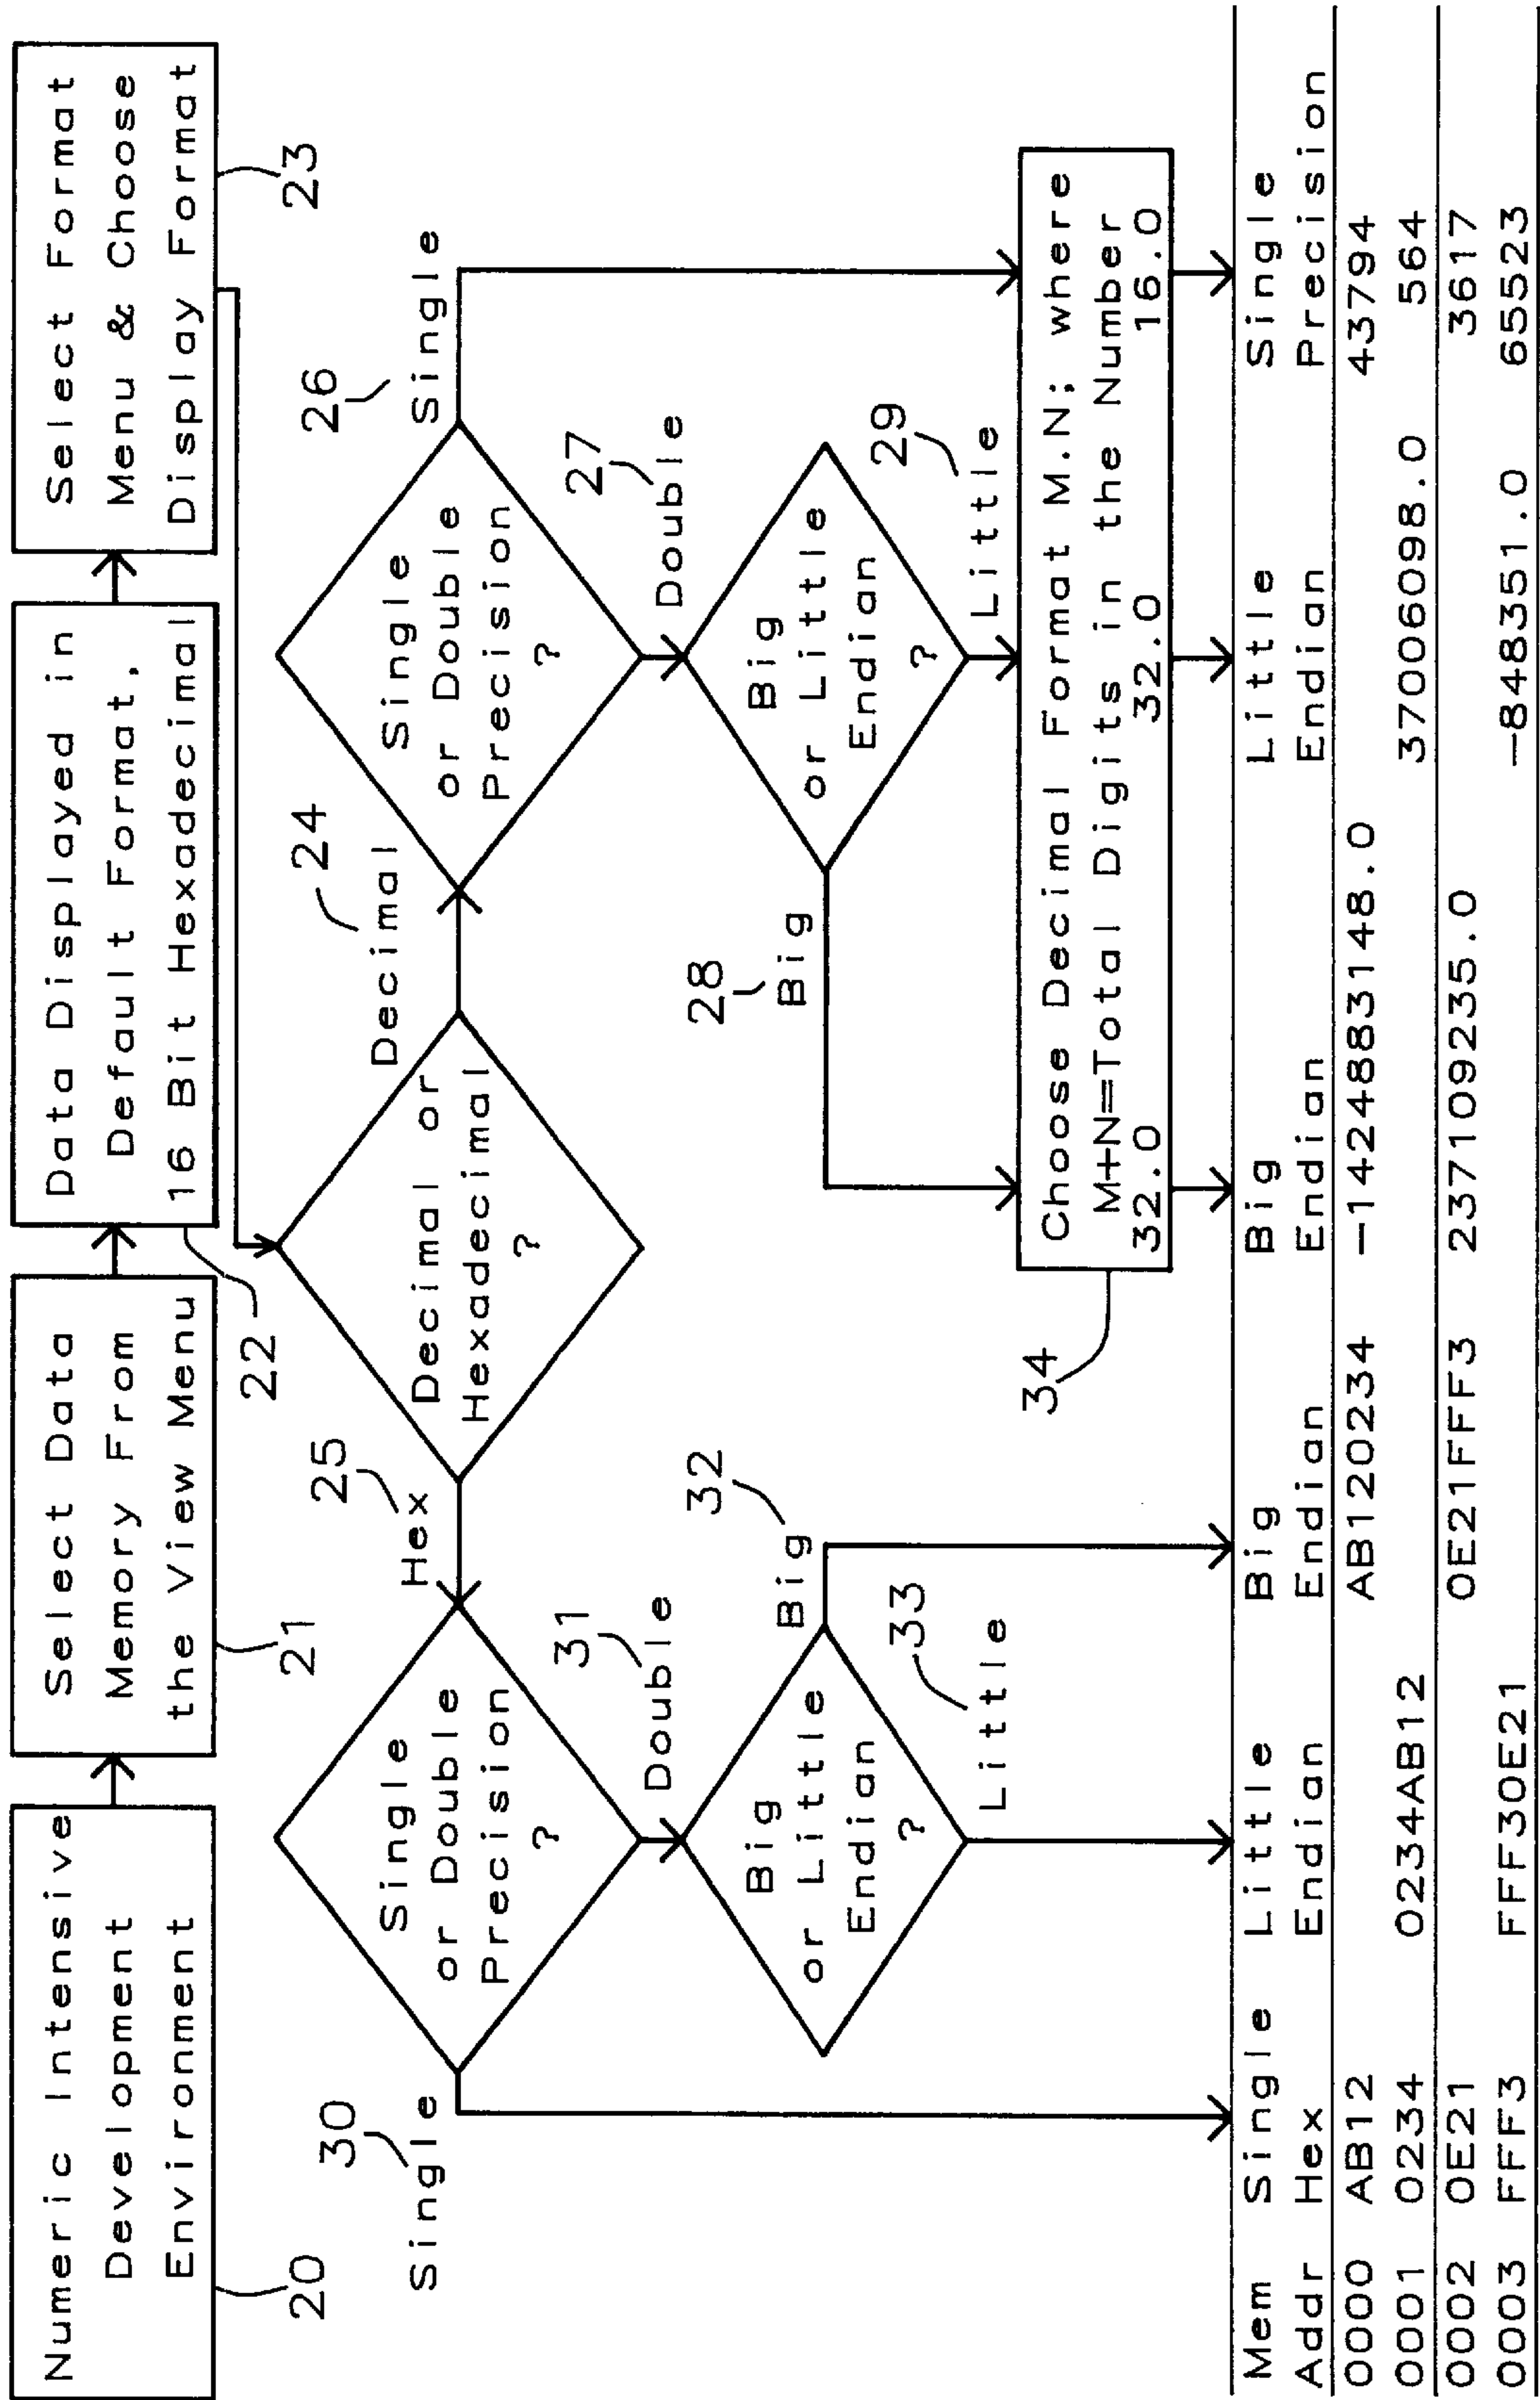 Numeric Intensive
Development
Environment
20
Select Data
Memory From
the View Menu
21
Data Displayed in
Default Format,
16 Bit Hexadecimal
22
Select Format
Menu & Choose
Display Format
23
Decimal or
Hexadecimal
?
24
Decimal
25
Hex
Single
or Double
Precision
?
30
Single
31
Double
Big
or Little
Endian
?
32
Big
33
Little
Single
or Double
Precision
?
26
Single
27
Double
Big
or Little
Endian
?
28
Big
29
Little
Choose Decimal Format M.N; where
M+N=Total Digits in the Number
32.0 32.0 16.0
34
Mem Single Little Big Big Little Single
Addr Hex Endian Endian Endian Endian Precision
0000 AB12 AB120234 -1424883148.0 43794
0001 0234 0234AB12 37006098.0 564
0002 0E21 0E21FFF3 237109235.0 3617
0003 FFF3 FFF30E21 -848351.0 65523